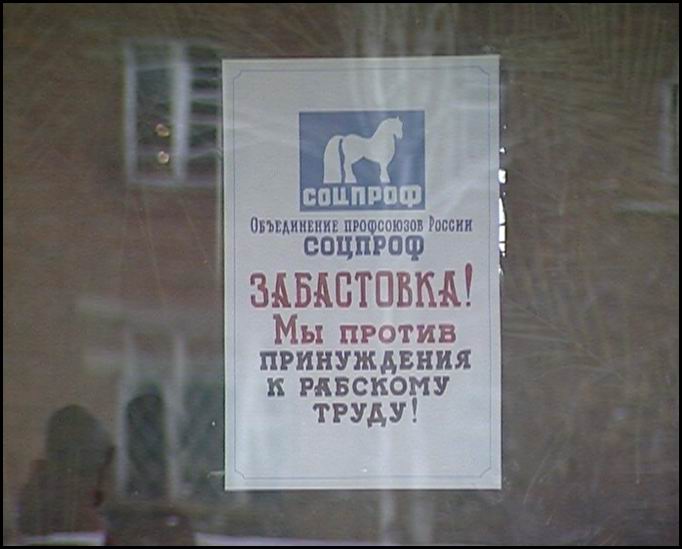 СОЦПРОФ
Объединение профсоюзов России
СОЦПРОФ
ЗАБАСТОВКА!
Мы против
принуждения
к рабскому
труду!